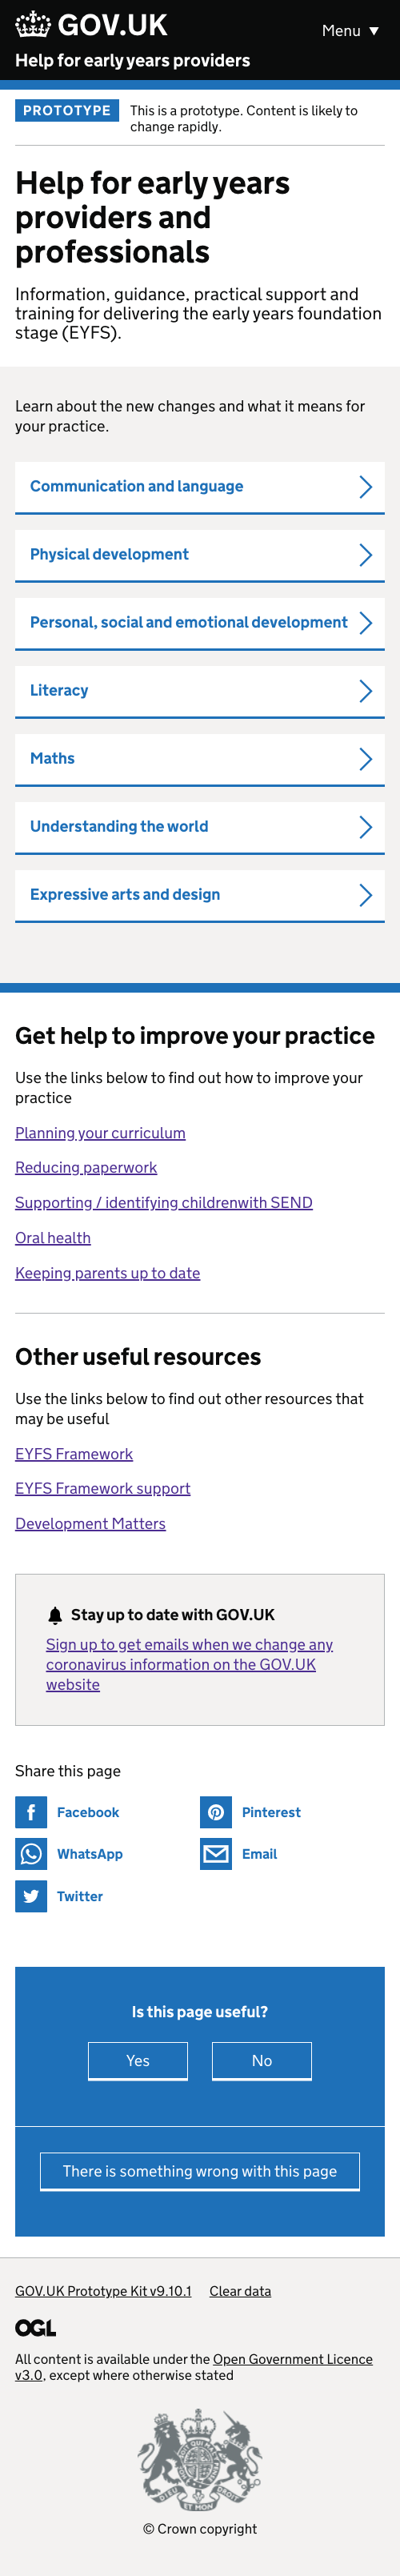 GOV.UK
Menu ▼
Help for early years providers
PROTOTYPE
This is a prototype. Content is likely to
change rapidly.
Help for early years
providers and
professionals
Information, guidance, practical support and
training for delivering the early years foundation
stage (EYFS).
Learn about the new changes and what it means for
your practice.
Communication and language
Physical development
Personal, social and emotional development
Literacy
Maths
Understanding the world
Expressive arts and design
Get help to improve your practice
Use the links below to find out how to improve your
practice
Planning your curriculum
Reducing paperwork
Supporting / identifying childrenwith SEND
Oral health
Keeping parents up to date
Other useful resources
Use the links below to find out other resources that
may be useful
EYFS Framework
EYFS Framework support
Development Matters
Stay up to date with GOV.UK
Sign up to get emails when we change any
coronavirus information on the GOV.UK
website
Share this page
Facebook
Pinterest
WhatsApp
Email
Twitter
Is this page useful?
Yes
No
There is something wrong with this page
GOV.UK Prototype Kit v9.10.1
Clear data
OGL
All content is available under the Open Government Licence
v3.0, except where otherwise stated
DIEU ET MON DROIT
© Crown copyright